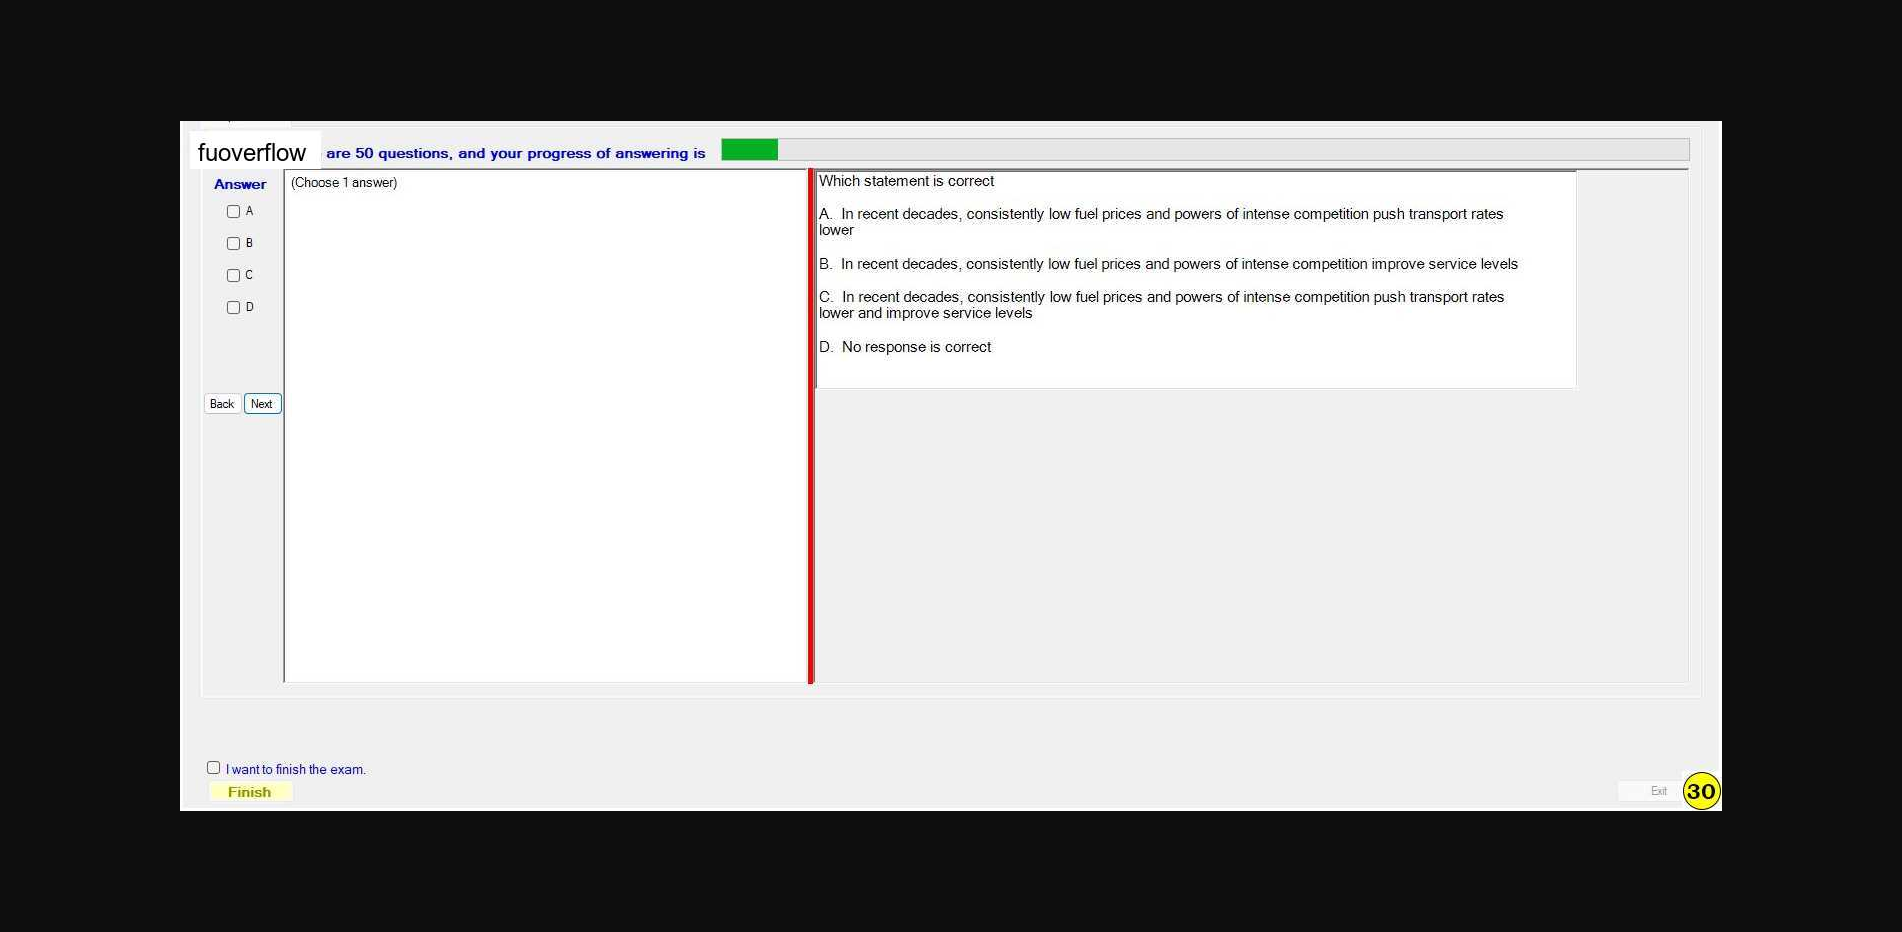 fuoverflow are 50 questions, and your progress of answering is
Answer
A
B
C
D
Back Next
(Choose 1 answer)
Which statement is correct
A. In recent decades, consistently low fuel prices and powers of intense competition push transport rates
lower
B. In recent decades, consistently low fuel prices and powers of intense competition improve service levels
C. In recent decades, consistently low fuel prices and powers of intense competition push transport rates
lower and improve service levels
D. No response is correct
I want to finish the exam.
Finish
Exit
30